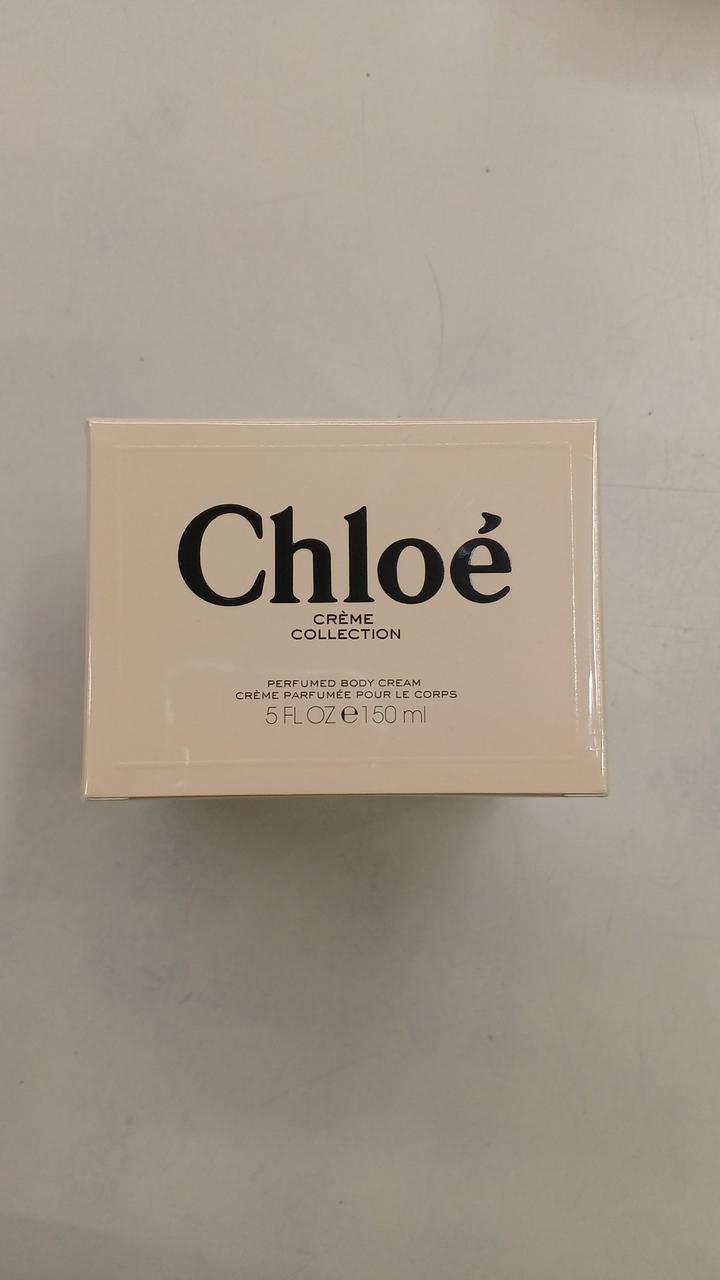 Chloé
CRÈME
COLLECTION
PERFUMED BODY CREAM
CRÈME PARFUMÉE POUR LE CORPS
5 FL OZ ℮150 ml